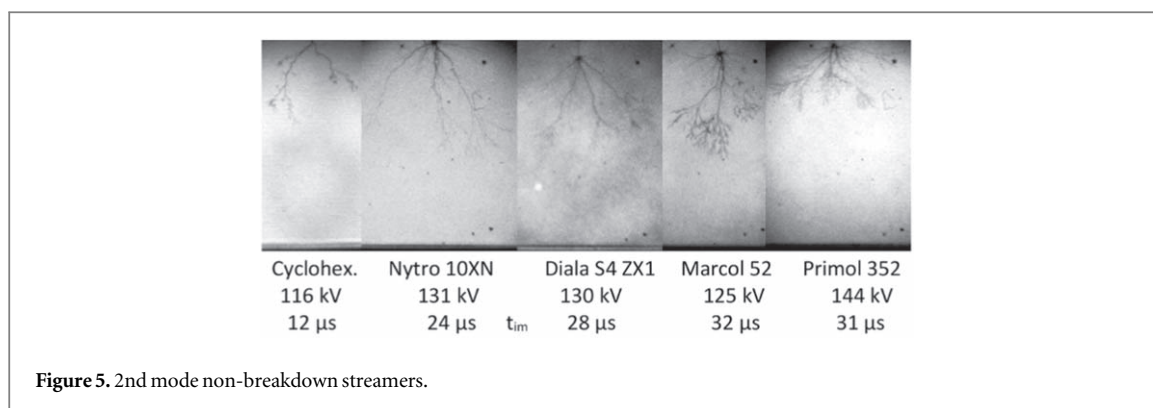 Cyclohex. Nytro 10XN Diala S4 ZX1 Marcol 52 Primol 352
116 kV 131 kV 130 kV 125 kV 144 kV
12 µs 24 µs tim 28 µs 32 µs 31 µs
Figure 5. 2nd mode non-breakdown streamers.